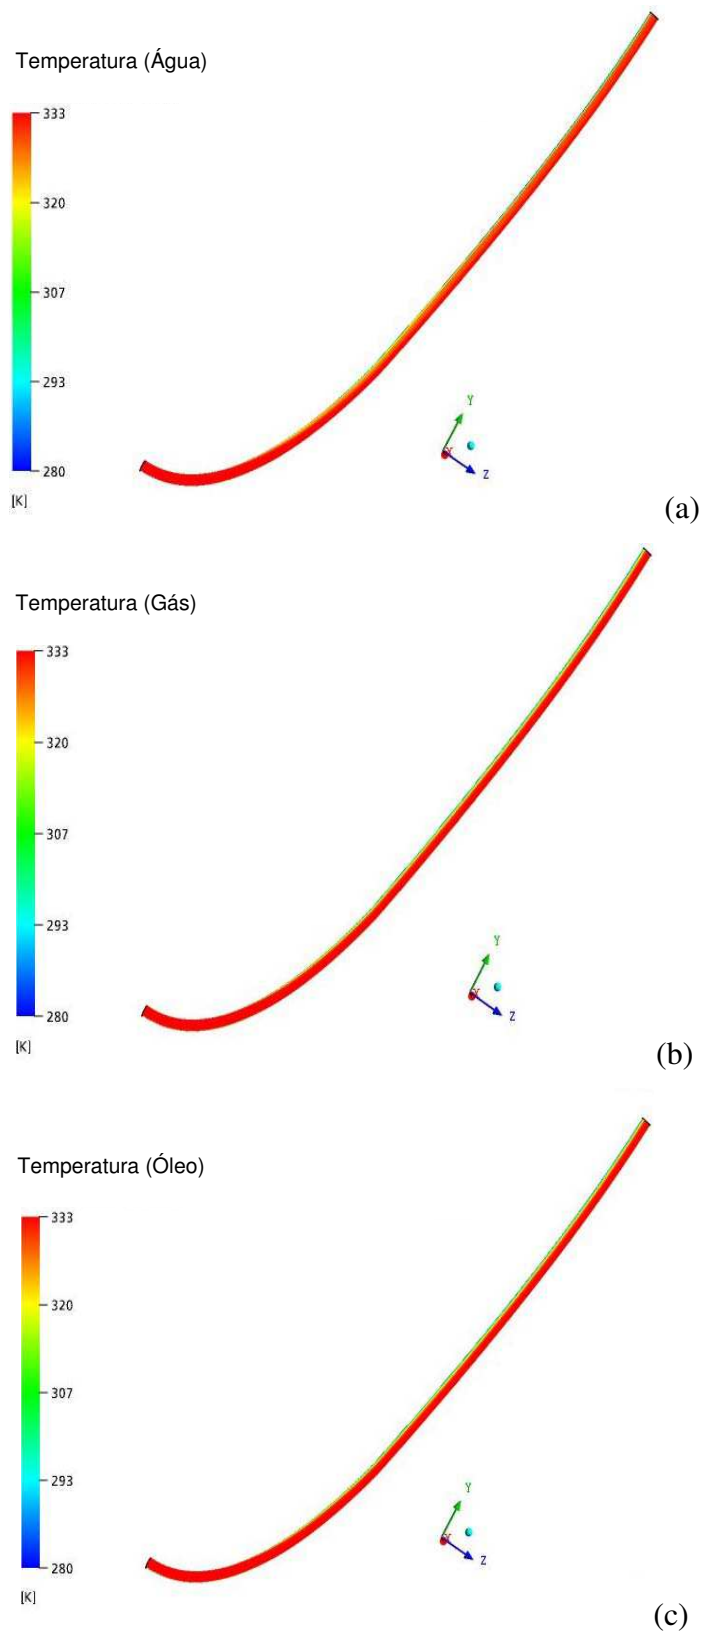 Temperatura (Água)
333
320
307
293
280
[K]
Y
Z
(a)
Temperatura (Gás)
333
320
307
293
280
[K]
Y
Z
(b)
Temperatura (Óleo)
333
320
307
293
280
[K]
Y
Z
(c)